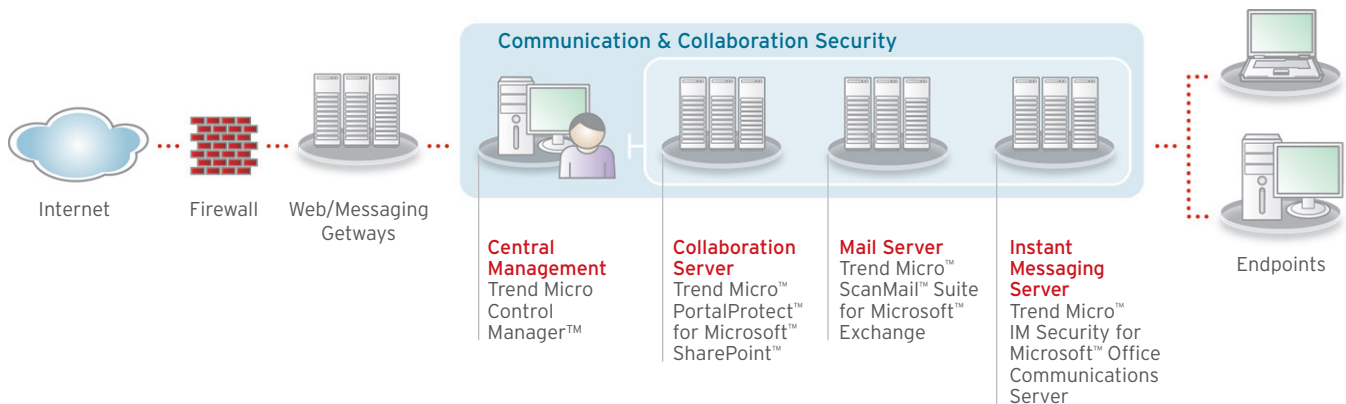 Communication & Collaboration Security
Internet
Firewall
Web/Messaging
Getways
Central
Management
Trend Micro
Control
Manager™
Collaboration
Server
Trend Micro™
PortalProtect™
for Microsoft™
SharePoint™
Mail Server
Trend Micro™
ScanMail™ Suite
for Microsoft™
Exchange
Instant
Messaging
Server
Trend Micro™
IM Security for
Microsoft™ Office
Communications
Server
Endpoints